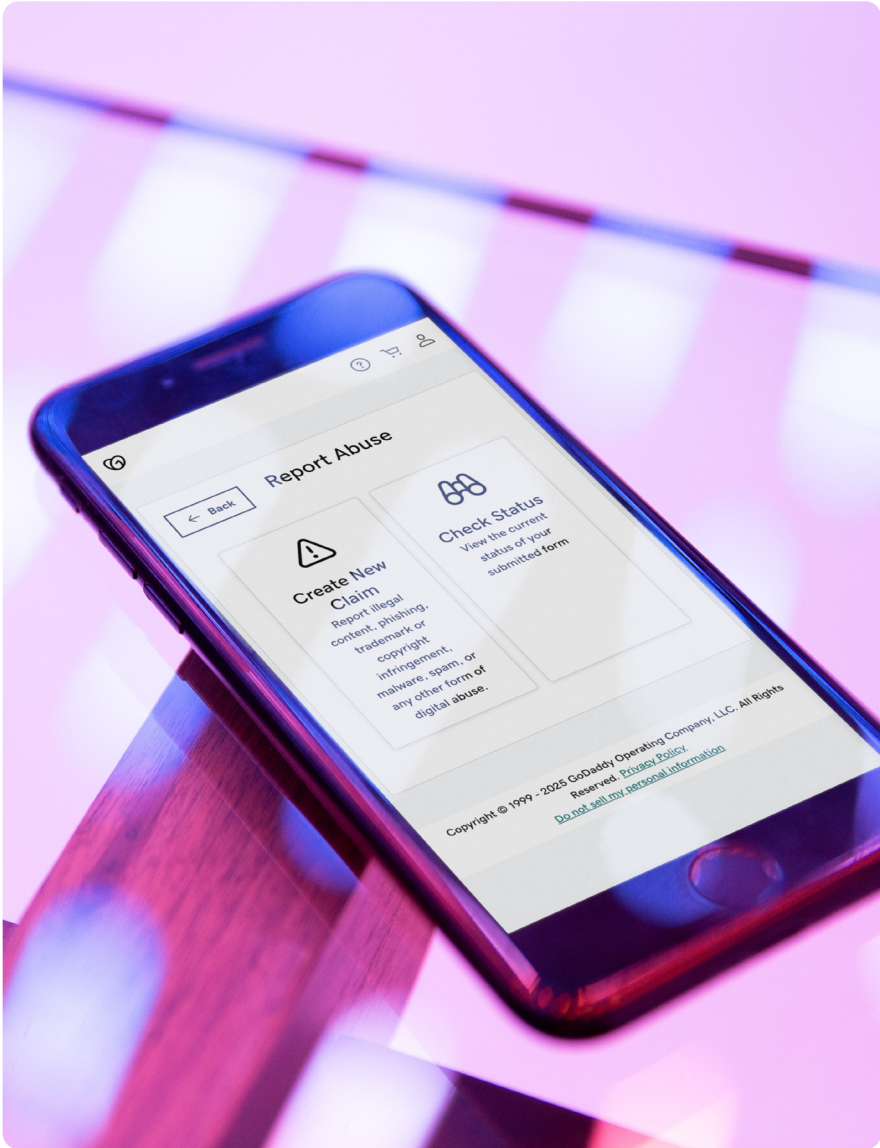 Report Abuse
← Back
Create New
Claim
Report illegal
content, phishing,
trademark or
copyright
infringement,
malware, spam, or
any other form of
digital abuse.
Check Status
View the current
status of your
submitted form
Copyright © 1999 - 2025 GoDaddy Operating Company, LLC. All Rights
Reserved. Privacy Policy
Do not sell my personal information